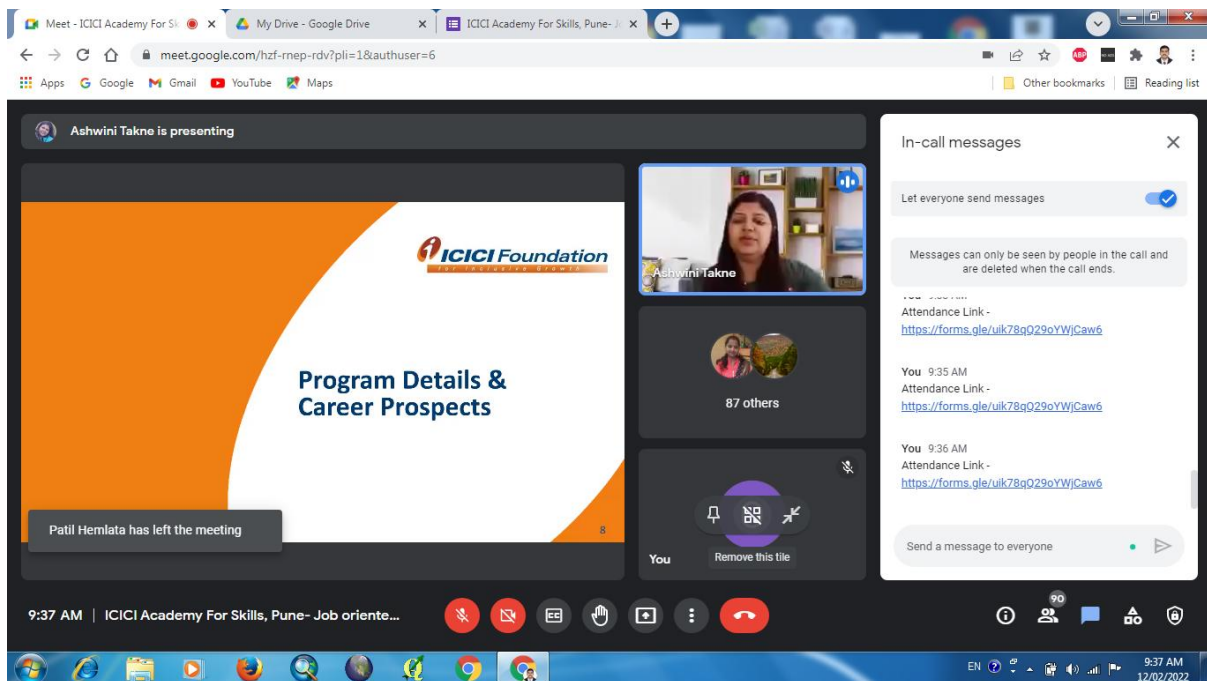 Meet - ICICI Academy For Sk
My Drive - Google Drive
ICICI Academy For Skills, Pune- J
meet.google.com/hzf-rnep-rdv?pli=1&authuser=6
ABP
Apps
Google
Gmail
YouTube
Maps
Other bookmarks
Reading list
Ashwini Takne is presenting
ICICI Foundation
for Inclusive Growth
Program Details &
Career Prospects
8
Patil Hemlata has left the meeting
Ashwini Takne
87 others
You
Remove this tile
In-call messages
Let everyone send messages
Messages can only be seen by people in the call and
are deleted when the call ends.
Attendance Link -
https://forms.gle/uik78qQ29oYWjCaw6
You 9:35 AM
Attendance Link -
https://forms.gle/uik78qQ29oYWjCaw6
You 9:36 AM
Attendance Link -
https://forms.gle/uik78qQ29oYWjCaw6
Send a message to everyone
9:37 AM | ICICI Academy For Skills, Pune- Job oriente...
CC
90
EN
9:37 AM
12/02/2022